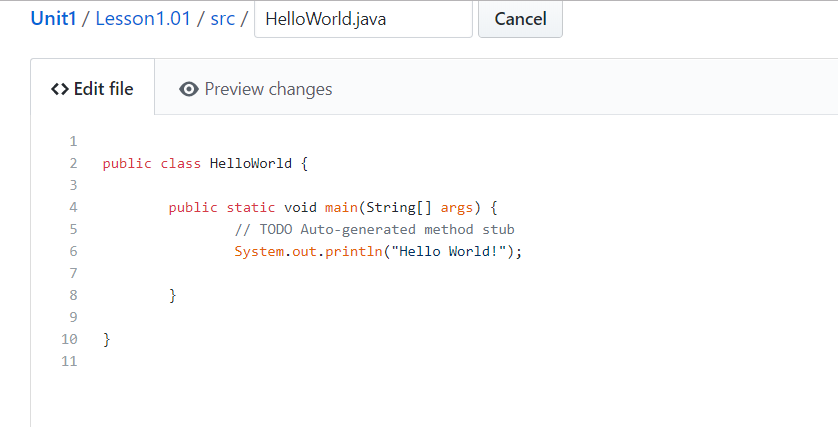 Unit1 / Lesson1.01 / src / HelloWorld.java Cancel
<> Edit file Preview changes
1
2 public class HelloWorld {
3
4 public static void main(String[] args) {
5 // TODO Auto-generated method stub
6 System.out.println("Hello World!");
7
8 }
9
10 }
11